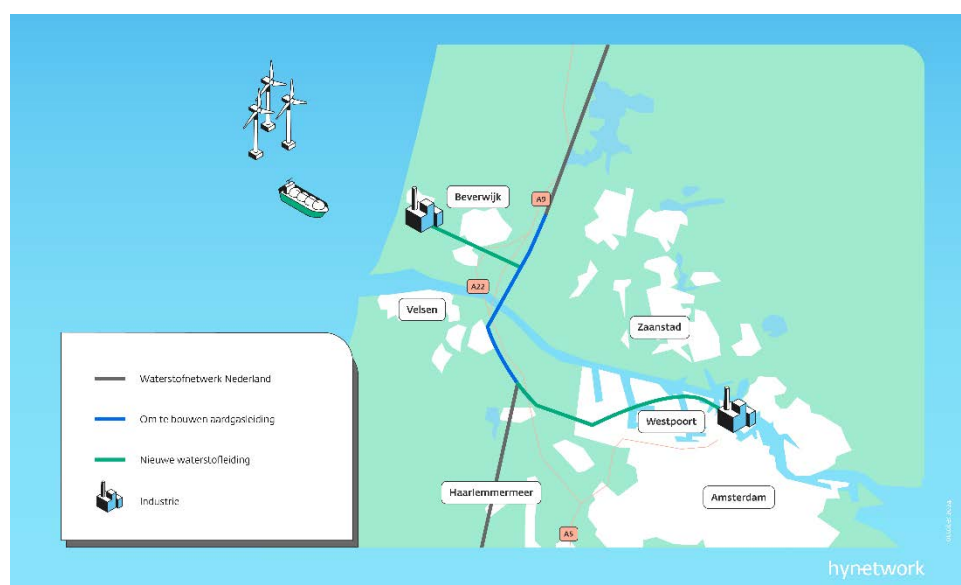 Beverwijk
A9
A22
Velsen
Zaanstad
Waterstofnetwerk Nederland
Om te bouwen aardgasleiding
Nieuwe waterstofleiding
Industrie
Westpoort
Haarlemmermeer
Amsterdam
A5
hynetwork